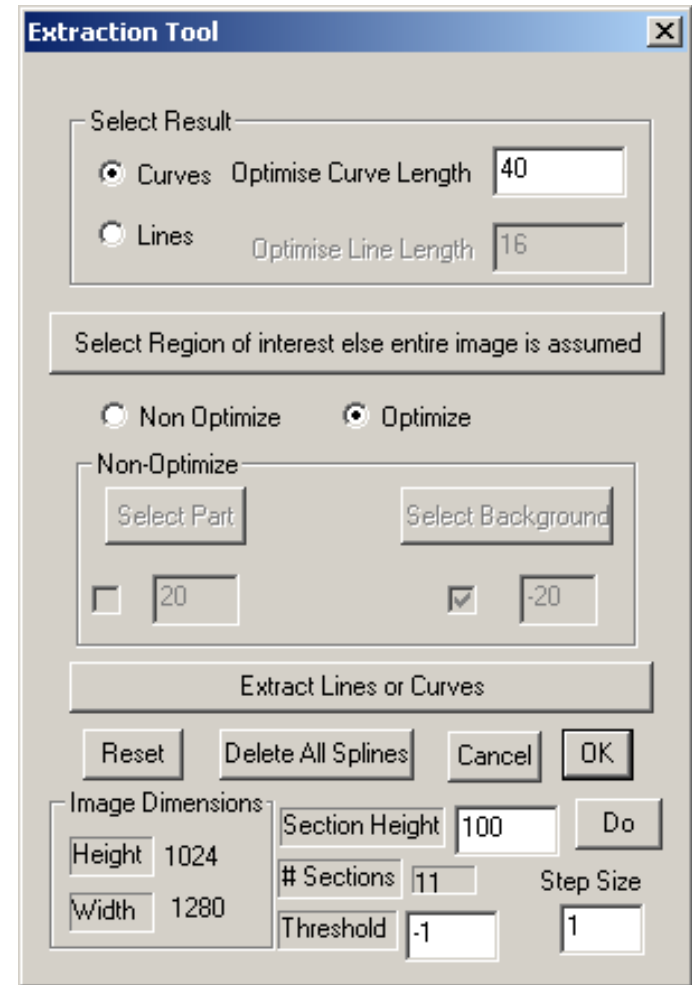 Extraction Tool
Select Result
Curves Optimise Curve Length 40
Lines Optimise Line Length 16
Select Region of interest else entire image is assumed
Non Optimize Optimize
Non-Optimize
Select Part Select Background
20 -20
Extract Lines or Curves
Reset Delete All Splines Cancel OK
Image Dimensions
Height 1024
Width 1280
Section Height 100 Do
# Sections 11 Step Size
Threshold -1 1